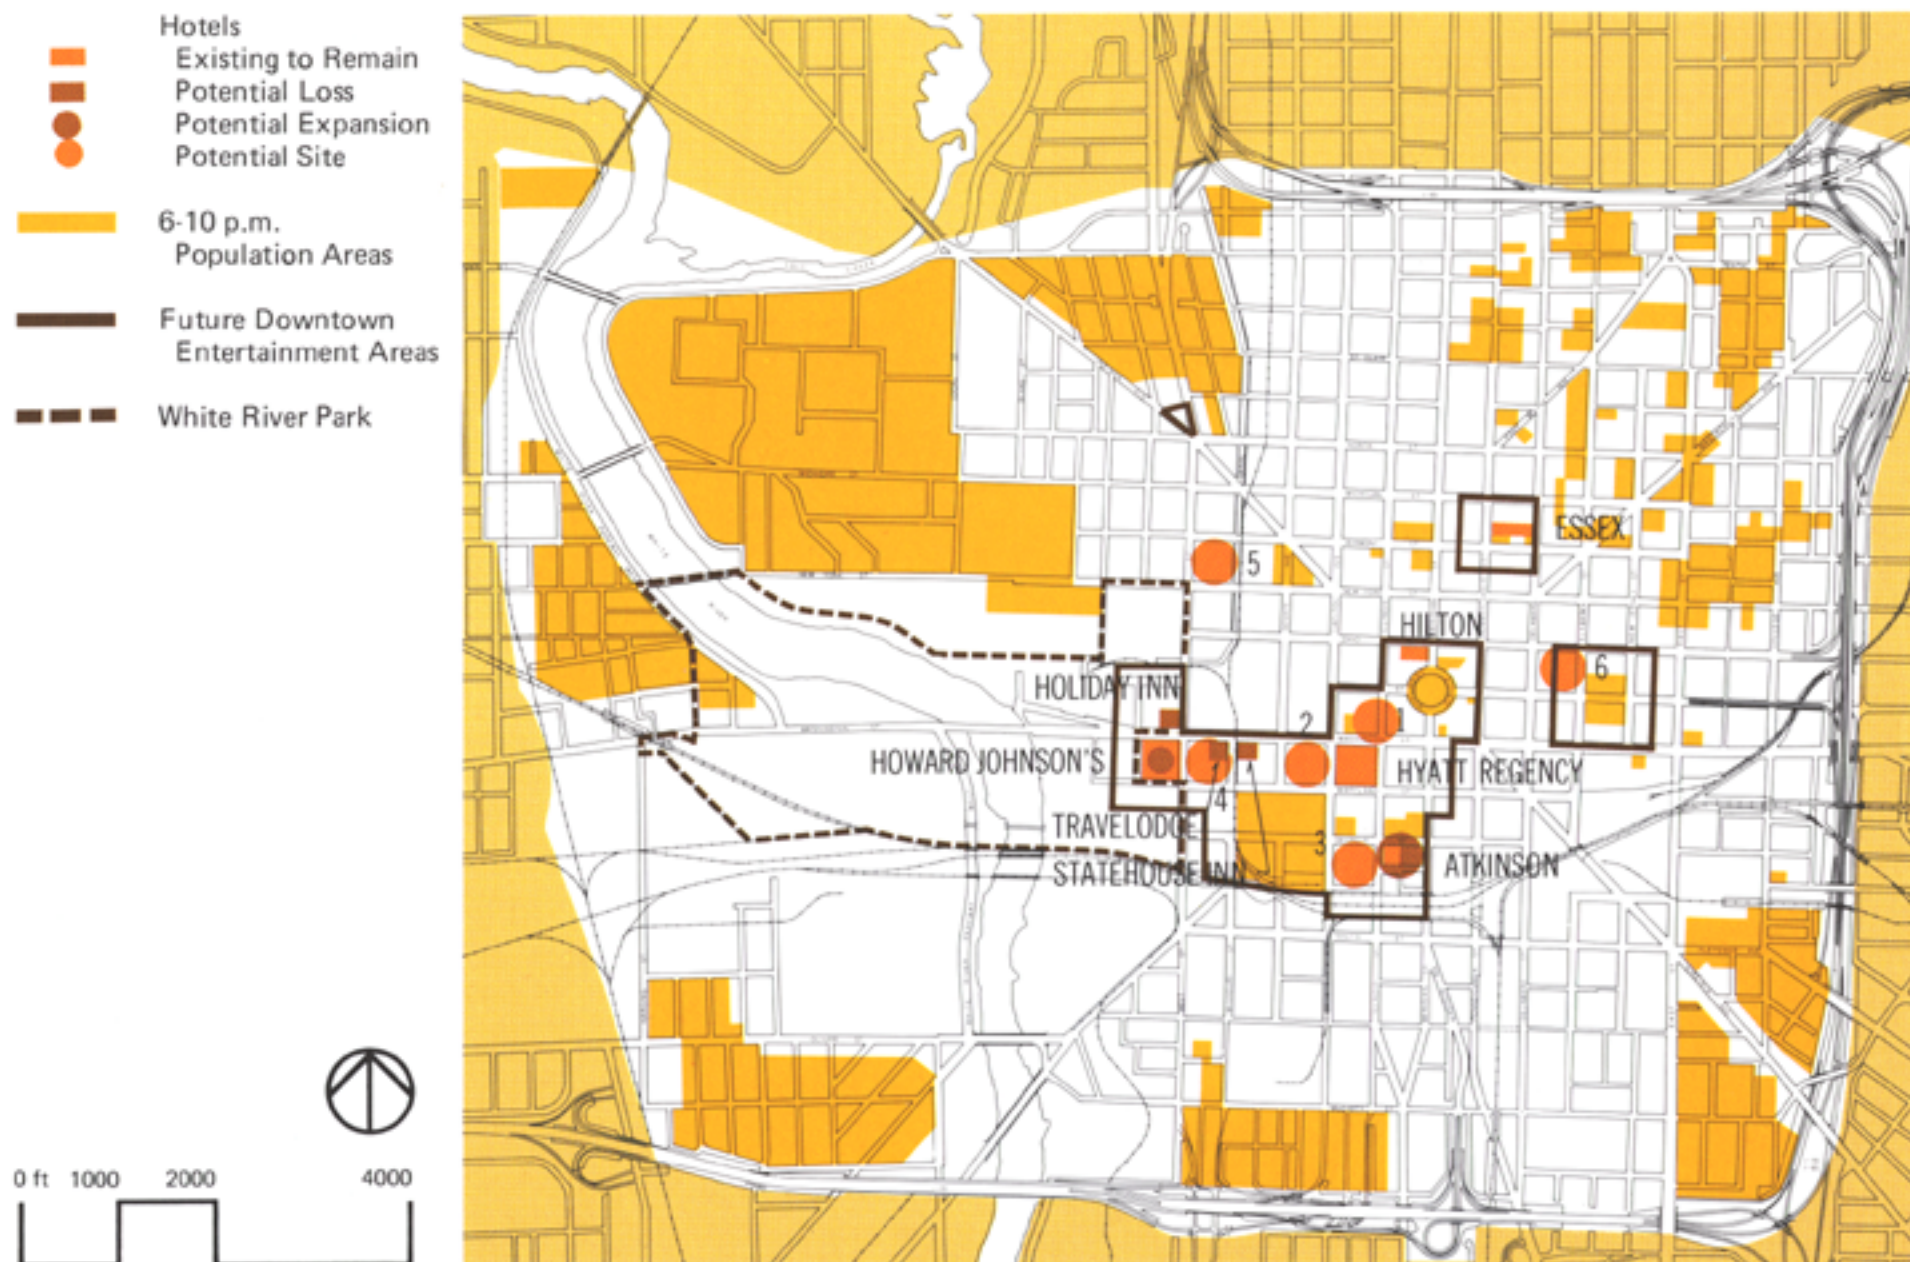 Hotels
Existing to Remain
Potential Loss
Potential Expansion
Potential Site
6-10 p.m.
Population Areas
Future Downtown
Entertainment Areas
White River Park
0 ft 1000 2000 4000
5
ESSEX
HILTON
6
HOLIDAY INN
2
1
HOWARD JOHNSON'S
HYATT REGENCY
4
TRAVELODGE
3
STATEHOUSE INN
ATKINSON
WHITE
RIVER